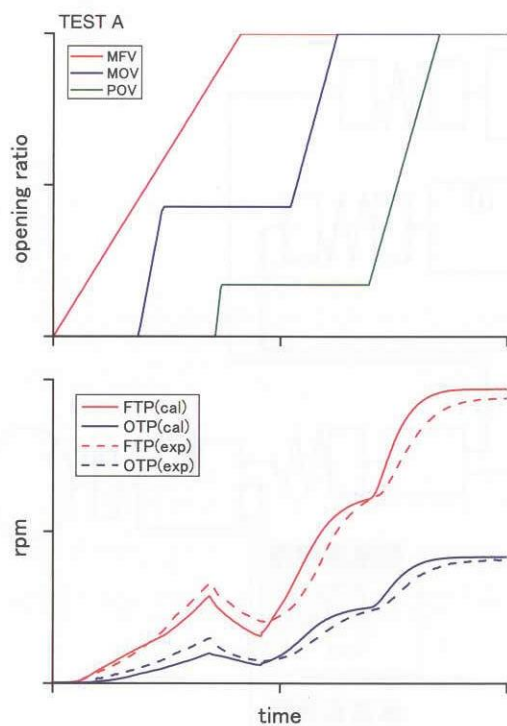 TEST A
MFV
MOV
POV
opening ratio
FTP(cal)
OTP(cal)
FTP(exp)
OTP(exp)
rpm
time